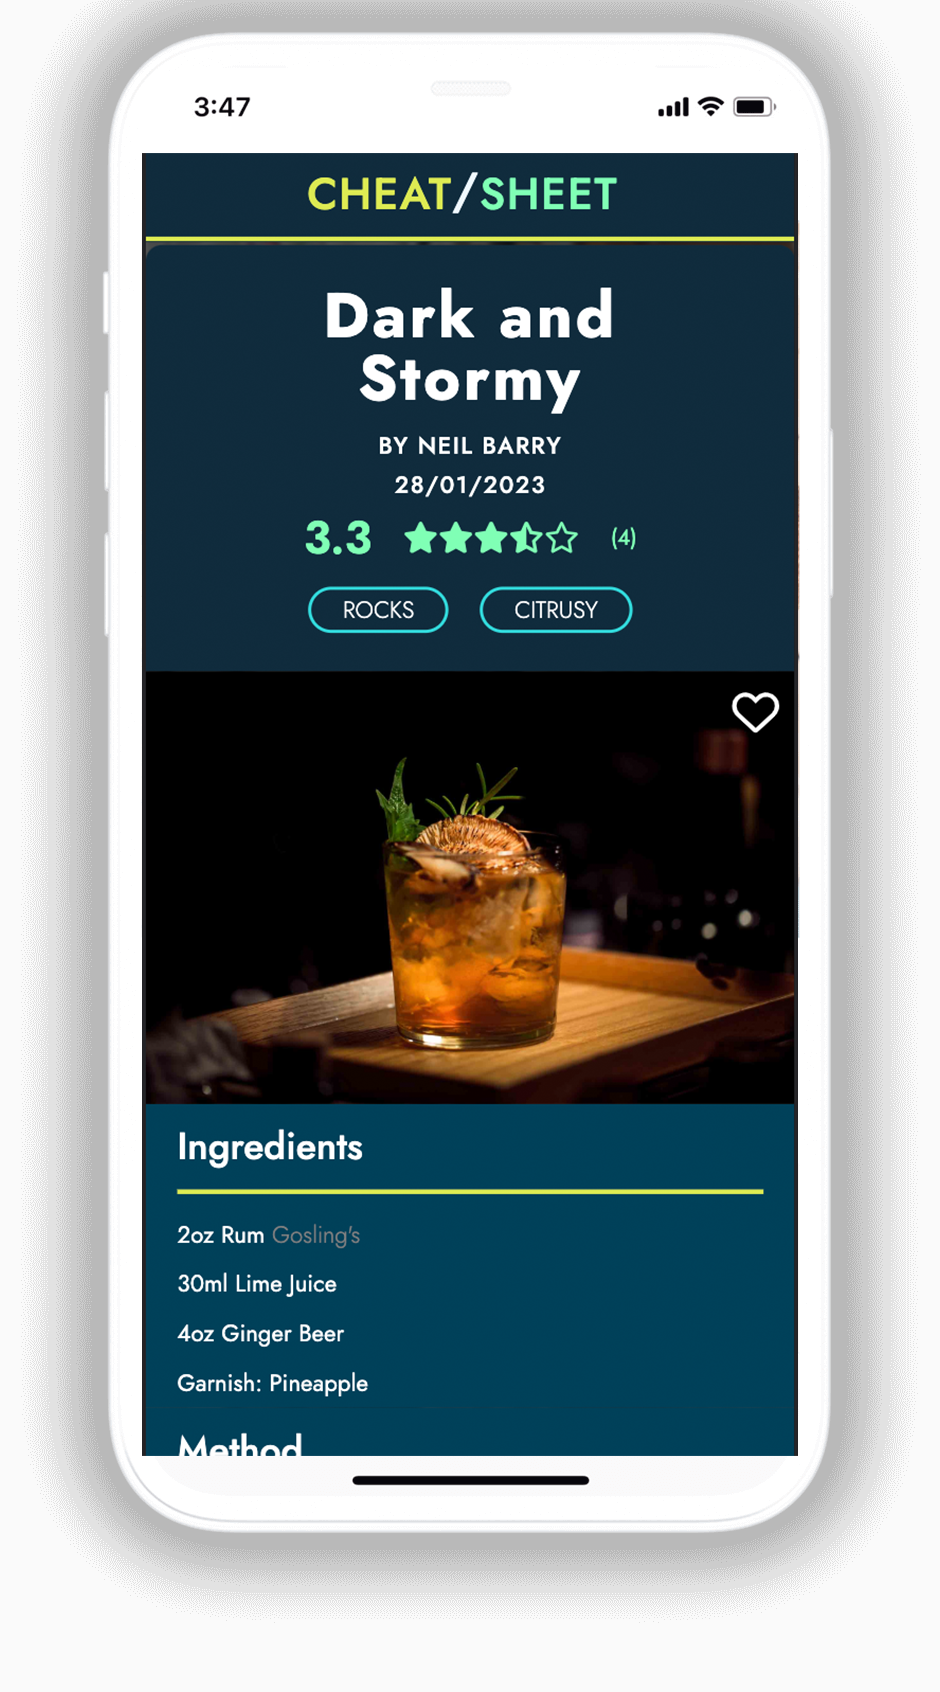 3:47
CHEAT/SHEET
Dark and
Stormy
BY NEIL BARRY
28/01/2023
3.3 (4)
ROCKS CITRUSY
Ingredients
2oz Rum Gosling's
30ml Lime Juice
4oz Ginger Beer
Garnish: Pineapple
Method